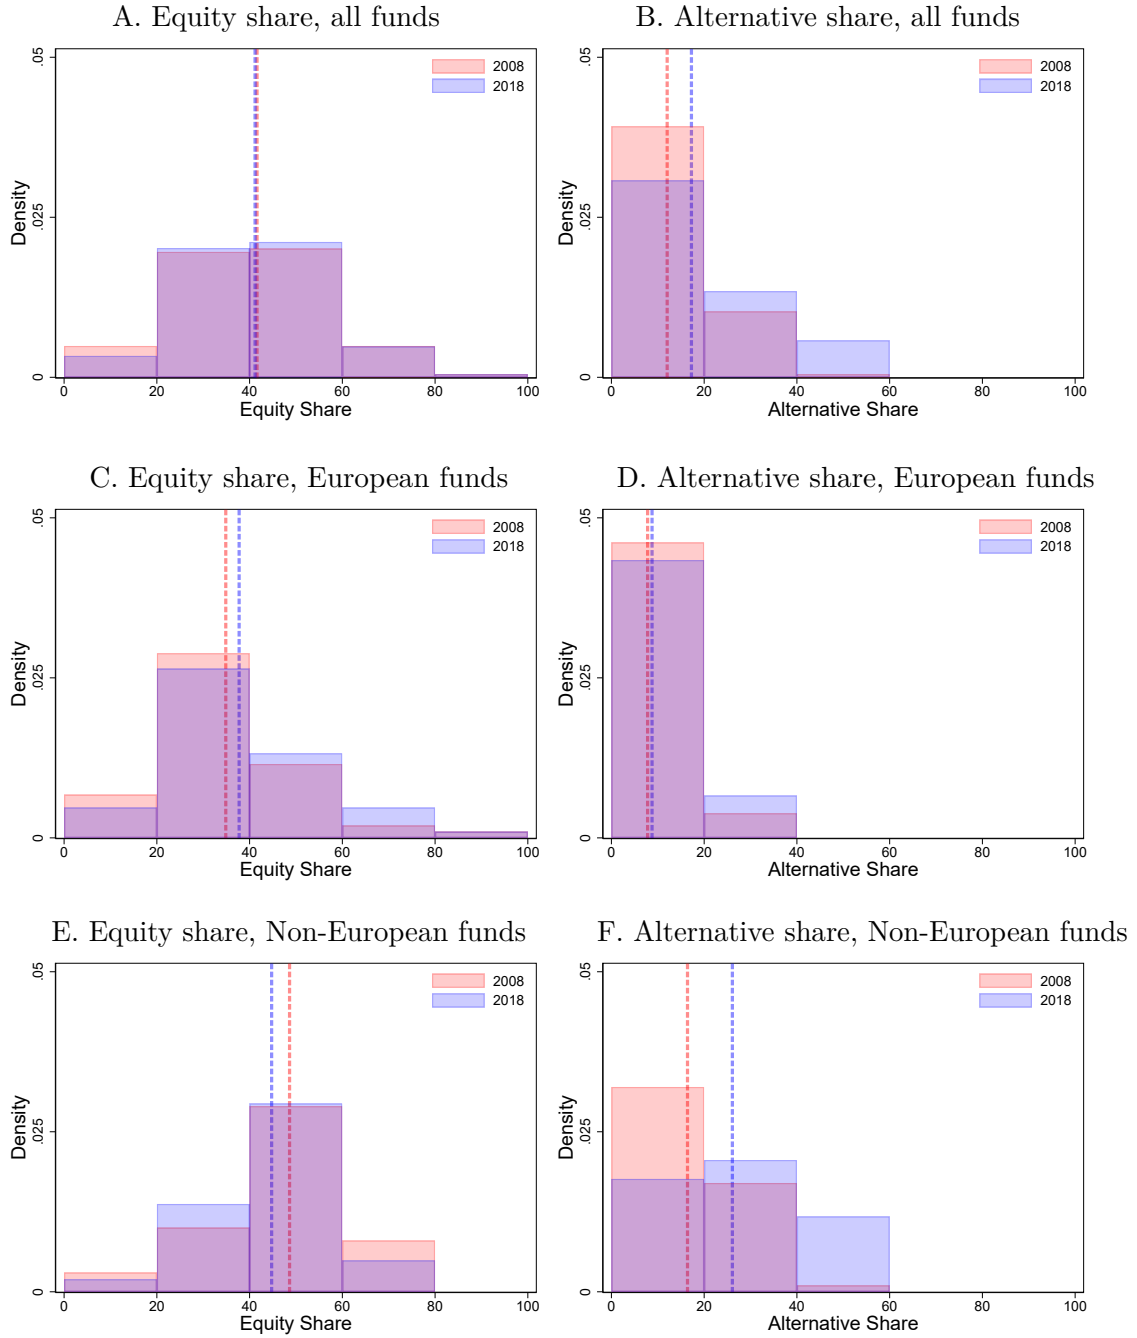 A. Equity share, all funds
.05
.025
0
Density
2008
2018
0 20 40 60 80 100
Equity Share
B. Alternative share, all funds
.05
.025
0
Density
2008
2018
0 20 40 60 80 100
Alternative Share
C. Equity share, European funds
.05
.025
0
Density
2008
2018
0 20 40 60 80 100
Equity Share
D. Alternative share, European funds
.05
.025
0
Density
2008
2018
0 20 40 60 80 100
Alternative Share
E. Equity share, Non-European funds
.05
.025
0
Density
2008
2018
0 20 40 60 80 100
Equity Share
F. Alternative share, Non-European funds
.05
.025
0
Density
2008
2018
0 20 40 60 80 100
Alternative Share